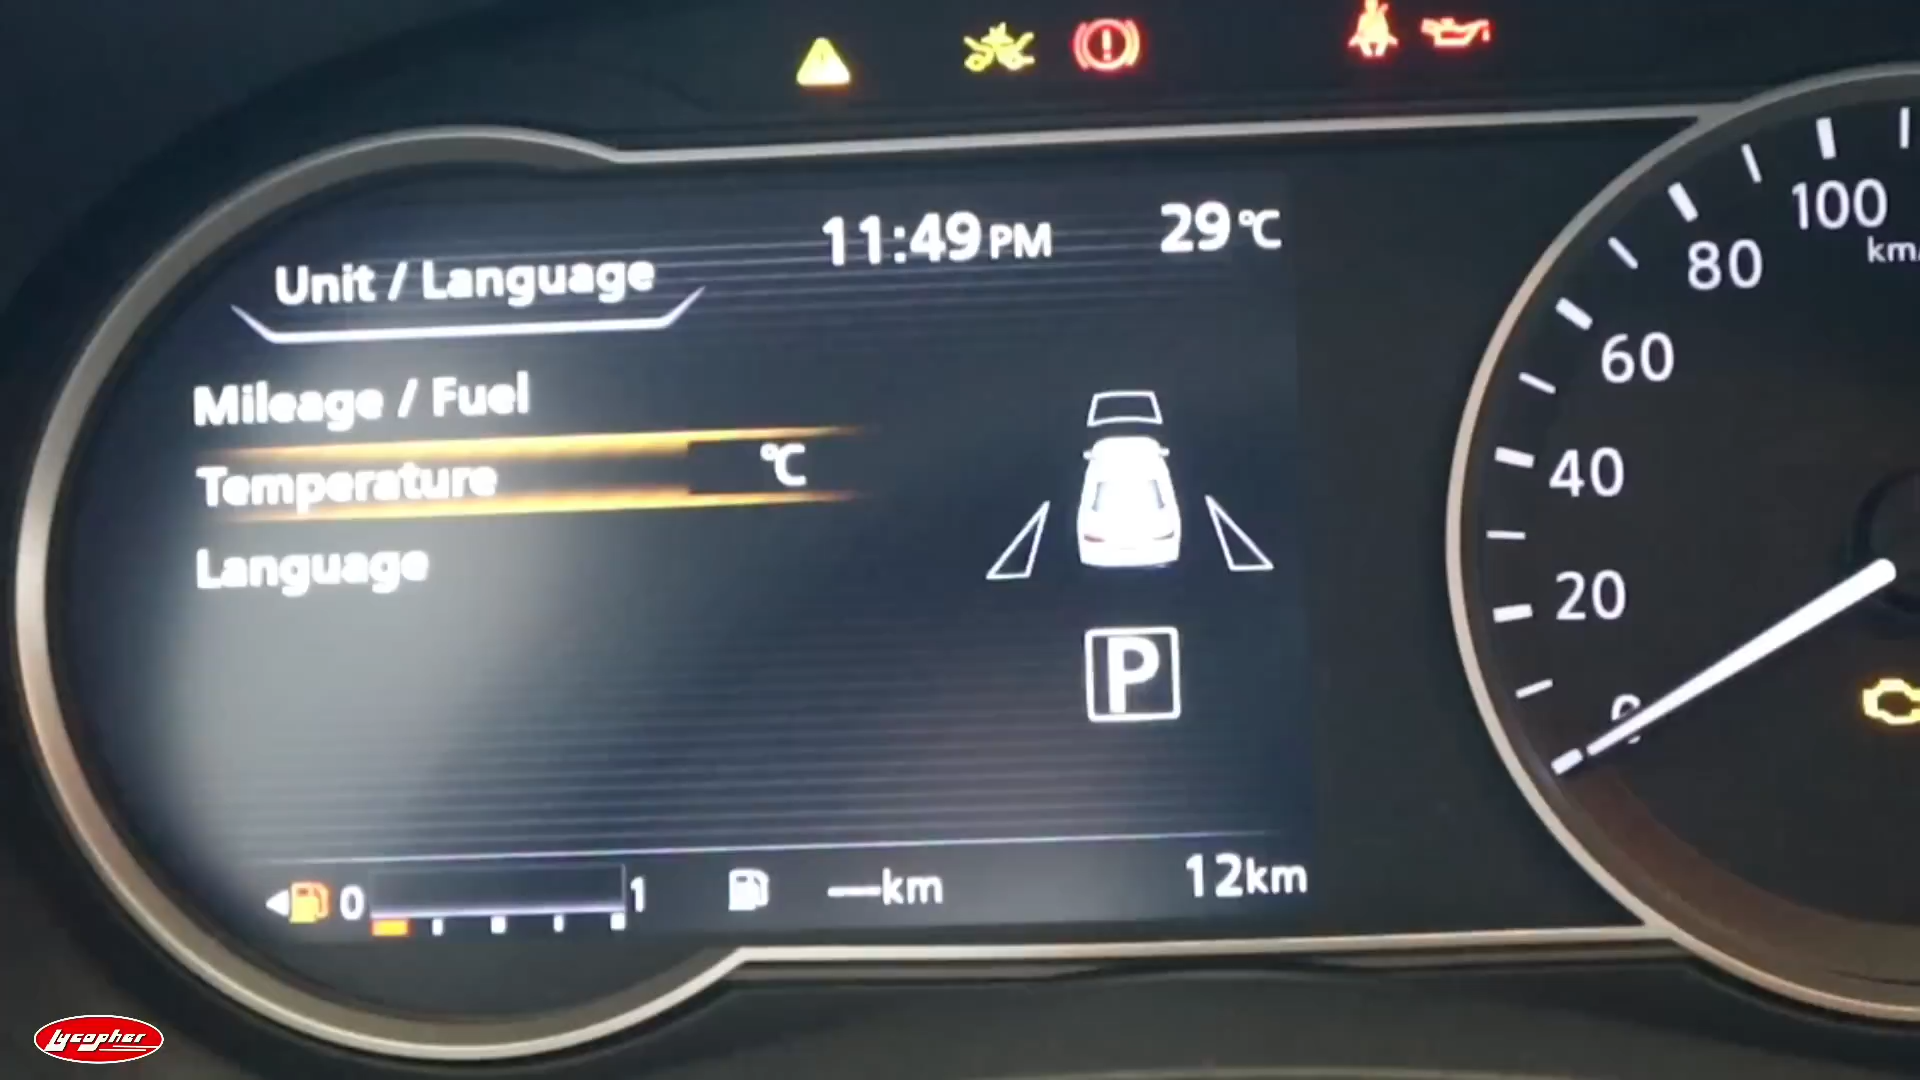 11:49 PM 29°C
Unit / Language
Mileage / Fuel
Temperature °C
Language
P
0 1 —km 12km
100
km/
80
60
40
20
0
Lycopher